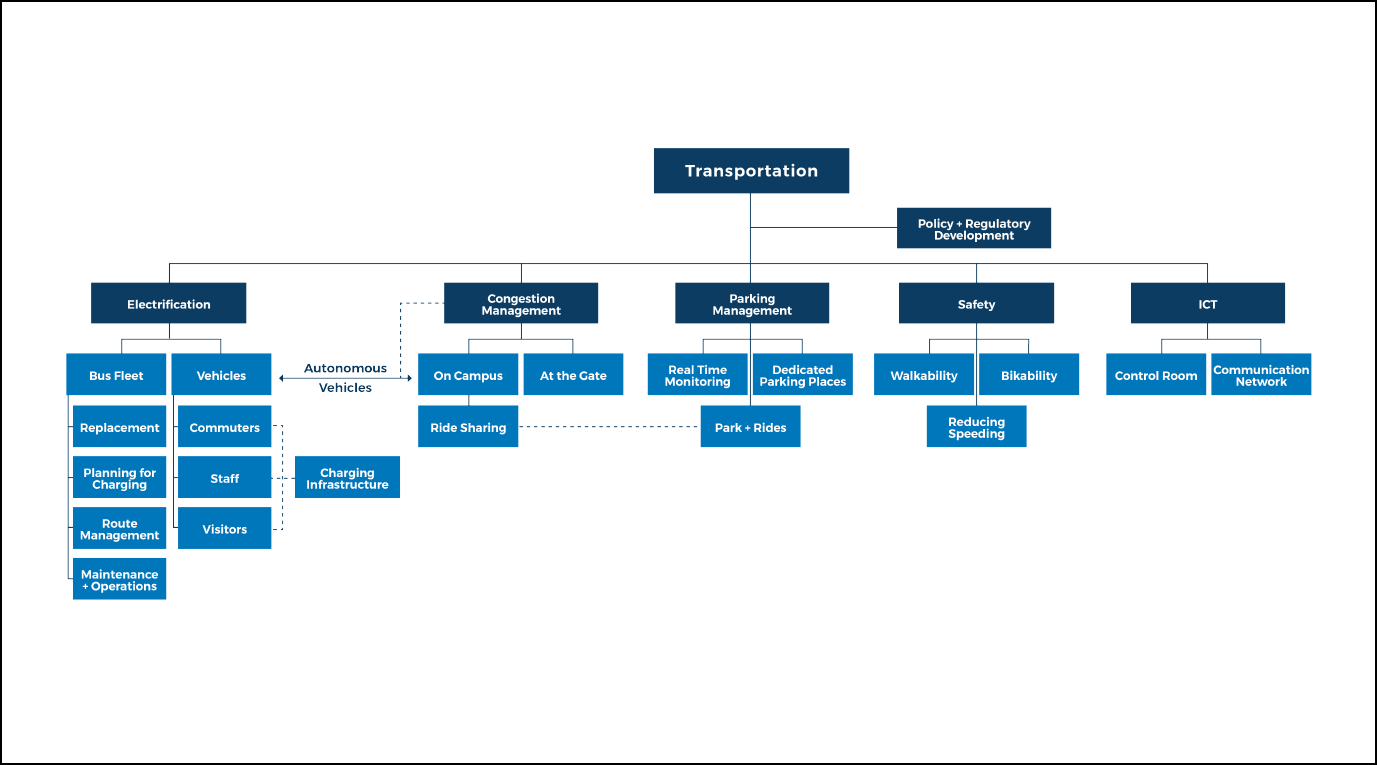 Transportation
Policy + Regulatory
Development
Electrification
Congestion
Management
Parking
Management
Safety
ICT
Bus Fleet
Vehicles
Autonomous
Vehicles
On Campus
At the Gate
Real Time
Monitoring
Dedicated
Parking Places
Walkability
Bikability
Control Room
Communication
Network
Replacement
Commuters
Ride Sharing
Park + Rides
Reducing
Speeding
Planning for
Charging
Staff
Charging
Infrastructure
Route
Management
Visitors
Maintenance
+ Operations